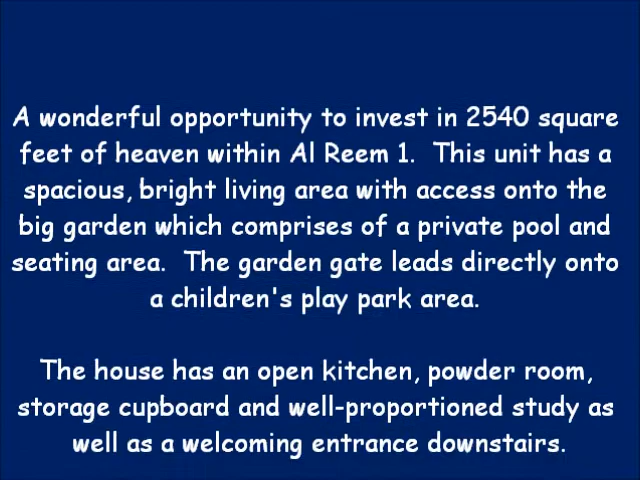 A wonderful opportunity to invest in 2540 square
feet of heaven within Al Reem 1.  This unit has a
spacious, bright living area with access onto the
big garden which comprises of a private pool and
seating area.  The garden gate leads directly onto
a children's play park area.
The house has an open kitchen, powder room,
storage cupboard and well-proportioned study as
well as a welcoming entrance downstairs.